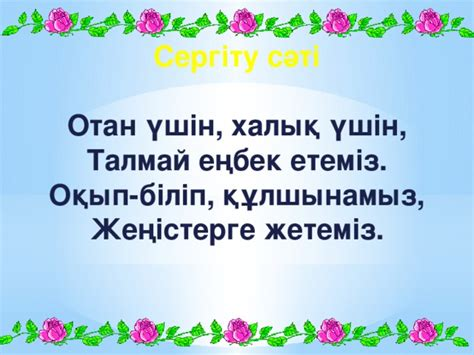 Сергіту сәті
Отан үшін, халық үшін,
Талмай еңбек етеміз.
Оқып-біліп, құлшынамыз,
Жеңістерге жетеміз.